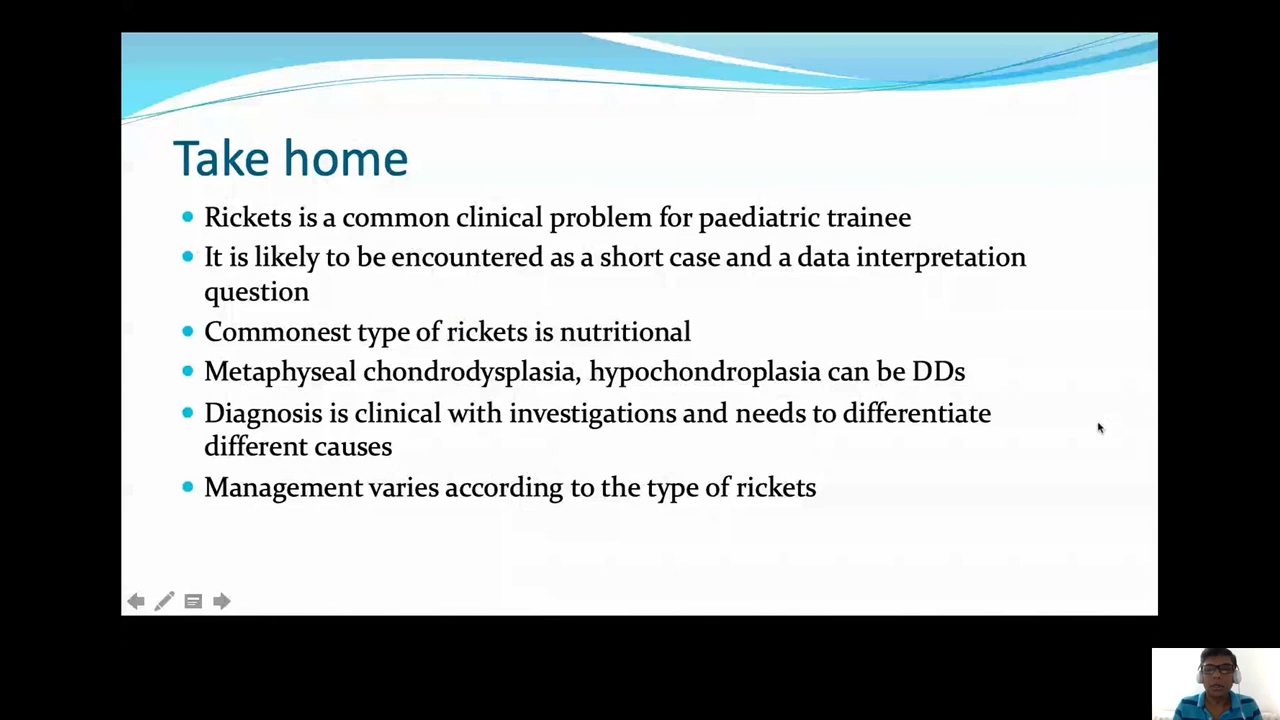 Take home
Rickets is a common clinical problem for paediatric trainee
It is likely to be encountered as a short case and a data interpretation
question
Commonest type of rickets is nutritional
Metaphyseal chondrodysplasia, hypochondroplasia can be DDs
Diagnosis is clinical with investigations and needs to differentiate
different causes
Management varies according to the type of rickets